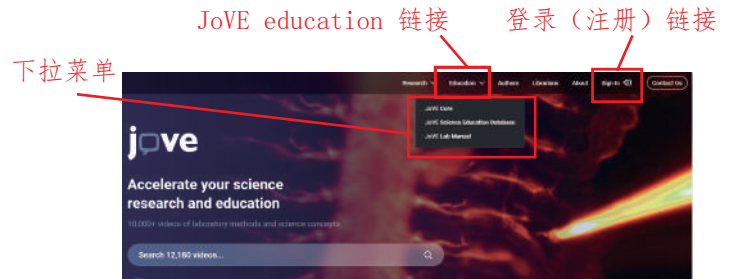 JoVE education 链接
登录（注册）链接
下拉菜单
Research Education Authors Librarians About Sign In Contact Us
JoVE Core
JoVE Science Education Database
JoVE Lab Manual
jove
Accelerate your science
research and education
10,000+ videos of laboratory methods and science concepts
Search 12,160 videos...